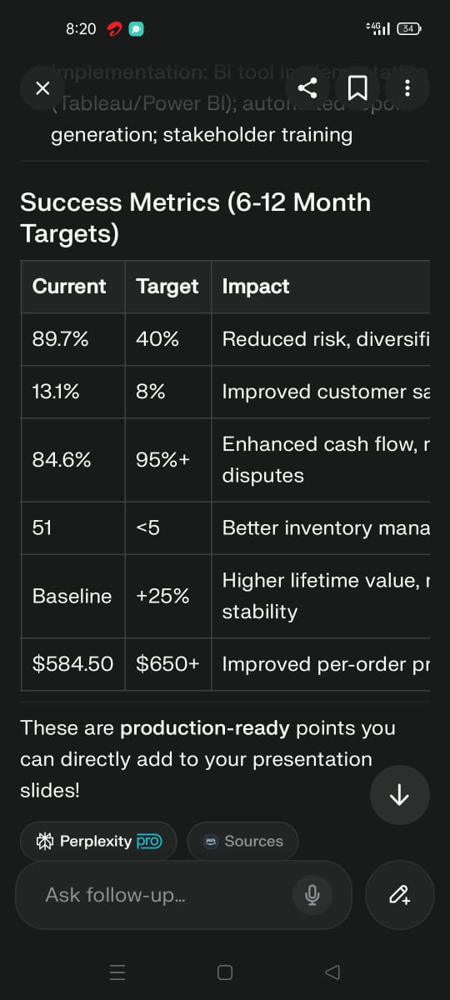 8:20
4G
34
Implementation: BI tool
(Tableau/Power BI);
generation; stakeholder training
Success Metrics (6-12 Month
Targets)
Current Target Impact
89.7% 40% Reduced risk, diversifi
13.1% 8% Improved customer sa
84.6% 95%+ Enhanced cash flow, r
disputes
51 <5 Better inventory mana
Baseline +25% Higher lifetime value, r
stability
$584.50 $650+ Improved per-order pr
These are production-ready points you
can directly add to your presentation
slides!
Perplexity pro
aws Sources
Ask follow-up...